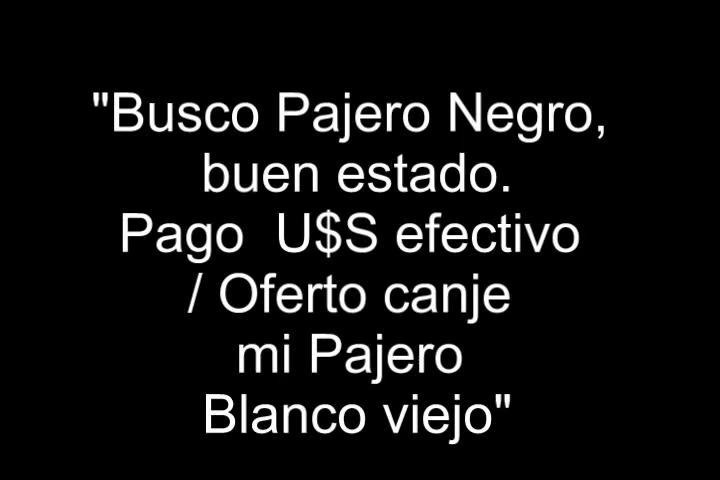 "Busco Pajero Negro,
buen estado.
Pago U$S efectivo
/ Oferto canje
mi Pajero
Blanco viejo"